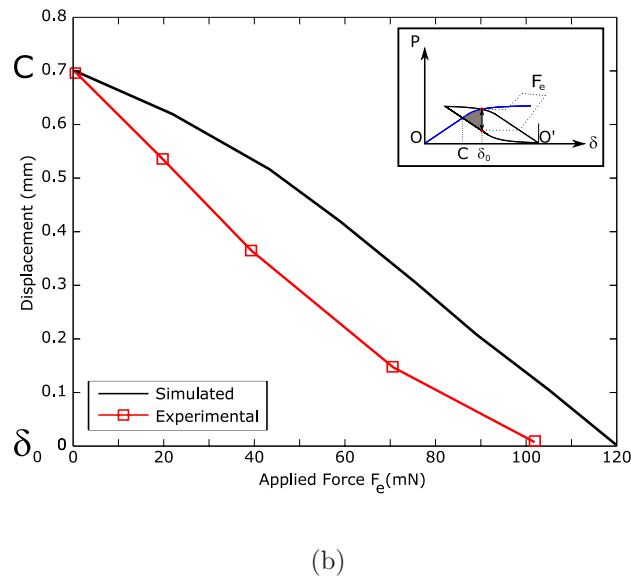 C
0.8
0.7
0.6
0.5
0.4
0.3
0.2
0.1
0
δ0
Displacement (mm)
P
Fe
O
C
δ0
O'
δ
Simulated
Experimental
0 20 40 60 80 100 120
Applied Force Fe(mN)
(b)